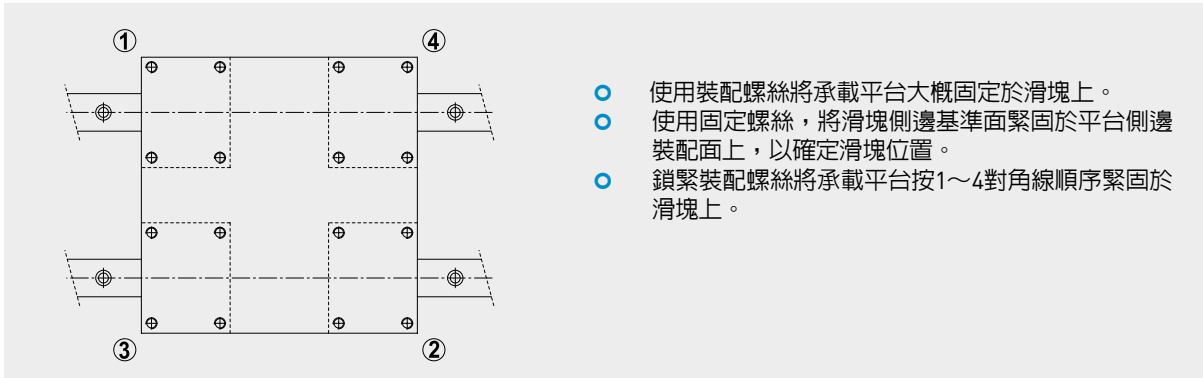 ① ④
使用裝配螺絲將承載平台大概固定於滑塊上。
使用固定螺絲,將滑塊側邊基準面緊固於平台側邊
裝配面上,以確定滑塊位置。
鎖緊裝配螺絲將承載平台按1~4對角線順序緊固於
滑塊上。
③ ②